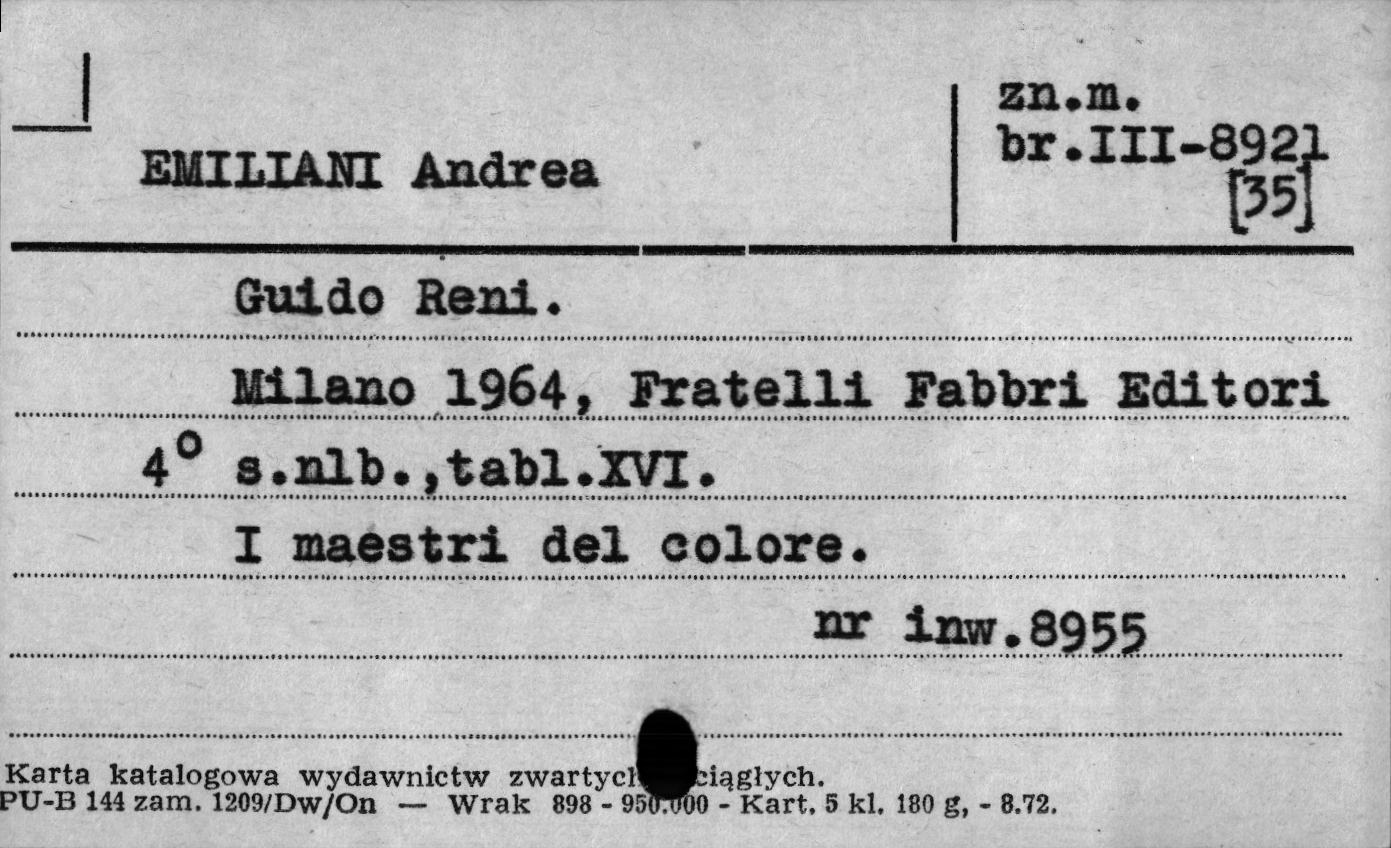 zn.m.
br.III-8921
[35]
EMILIANI Andrea
Guido Reni.
Milano 1964, Fratelli Fabbri Editori
4° s.nlb.,tabl.XVI.
I maestri del colore.
nr inw.8955
Karta katalogowa wydawnictw zwartych ciągłych.
PU-B 144 zam. 1209/Dw/On — Wrak 898 - 950.000 - Kart. 5 kl. 180 g, - 8.72.